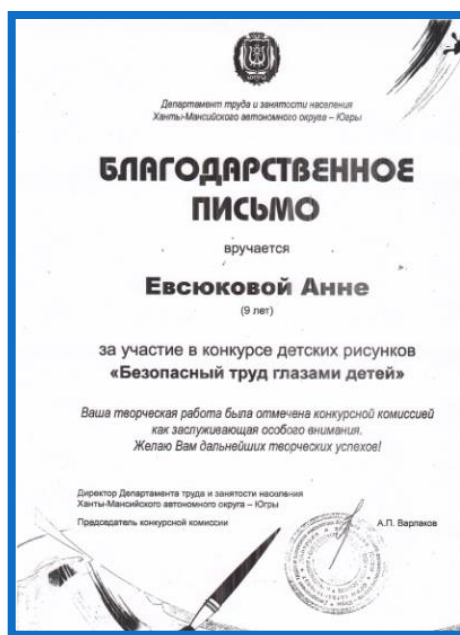 Департамент труда и занятости населения
Ханты-Мансийского автономного округа – Югры
БЛАГОДАРСТВЕННОЕ
ПИСЬМО
вручается
Евсюковой Анне
(9 лет)
за участие в конкурсе детских рисунков
«Безопасный труд глазами детей»
Ваша творческая работа была отмечена конкурсной комиссией
как заслуживающая особого внимания.
Желаю Вам дальнейших творческих успехов!
Директор Департамента труда и занятости населения
Ханты-Мансийского автономного округа – Югры
Председатель конкурсной комиссии
А.П. Варлаков